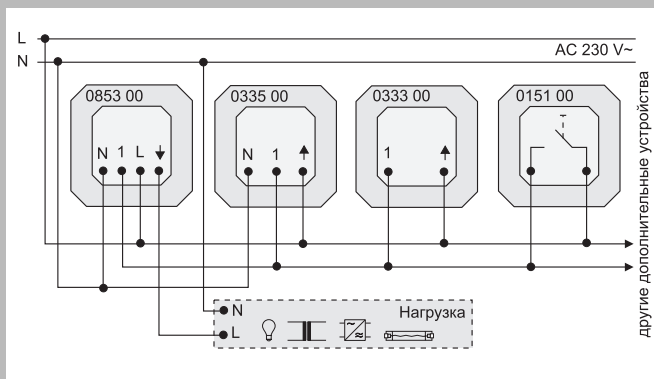 L
N
AC 230 V~
0853 00
0335 00
0333 00
0151 00
N 1 L
N 1
1
другие дополнительные устройства
N
L
Нагрузка